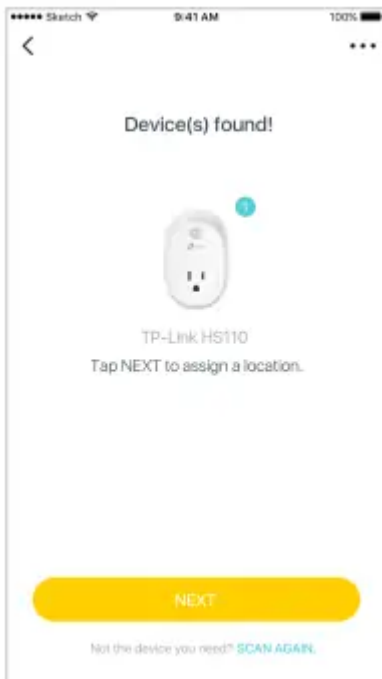 Sketch 9:41 AM 100%
Device(s) found!
1
TP-Link HS110
Tap NEXT to assign a location.
NEXT
Not the device you need? SCAN AGAIN.